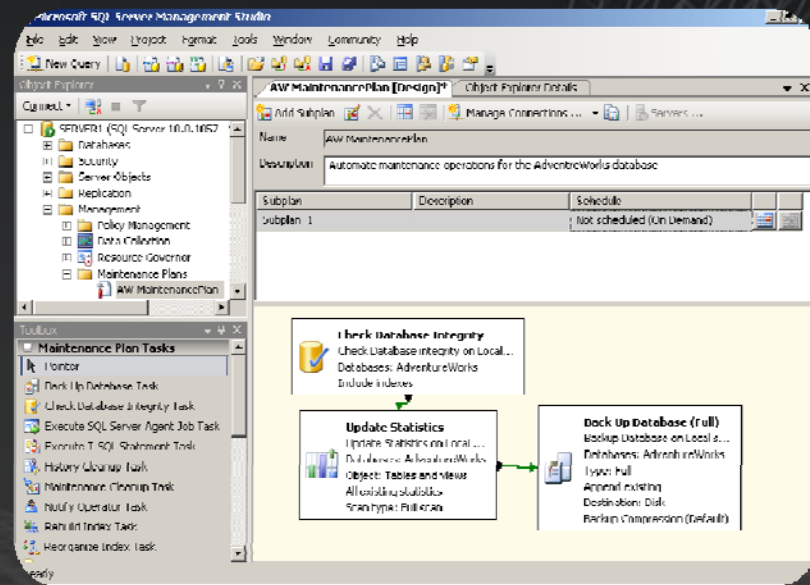 Microsoft SQL Server Management Studio
File Edit View Project Format Tools Window Community Help
New Query
Object Explorer
Connect
SERVER1 (SQL Server 10.0.1057
Databases
Security
Server Objects
Replication
Management
Policy Management
Data Collection
Resource Governor
Maintenance Plans
AW MaintenancePlan
Toolbox
Maintenance Plan Tasks
Pointer
Back Up Database Task
Check Database Integrity Task
Execute SQL Server Agent Job Task
Execute T-SQL Statement Task
History Cleanup Task
Maintenance Cleanup Task
Notify Operator Task
Rebuild Index Task
Reorganize Index Task
Ready
AW MaintenancePlan [Design]* Object Explorer Details
Add Subplan Manage Connections ... Servers ...
Name AW MaintenancePlan
Description Automate maintenance operations for the AdventreWorks database
Subplan Description Schedule
Subplan_1 Not scheduled (On Demand)
Check Database Integrity
Check Database integrity on Local...
Databases: AdventureWorks
Include indexes
Update Statistics
Update Statistics on Local ...
Databases: AdventureWorks
Object: Tables and views
All existing statistics
Scan type: Full scan
Back Up Database (Full)
Backup Database on Local s...
Databases: AdventureWorks
Type: Full
Append existing
Destination: Disk
Backup Compression (Default)